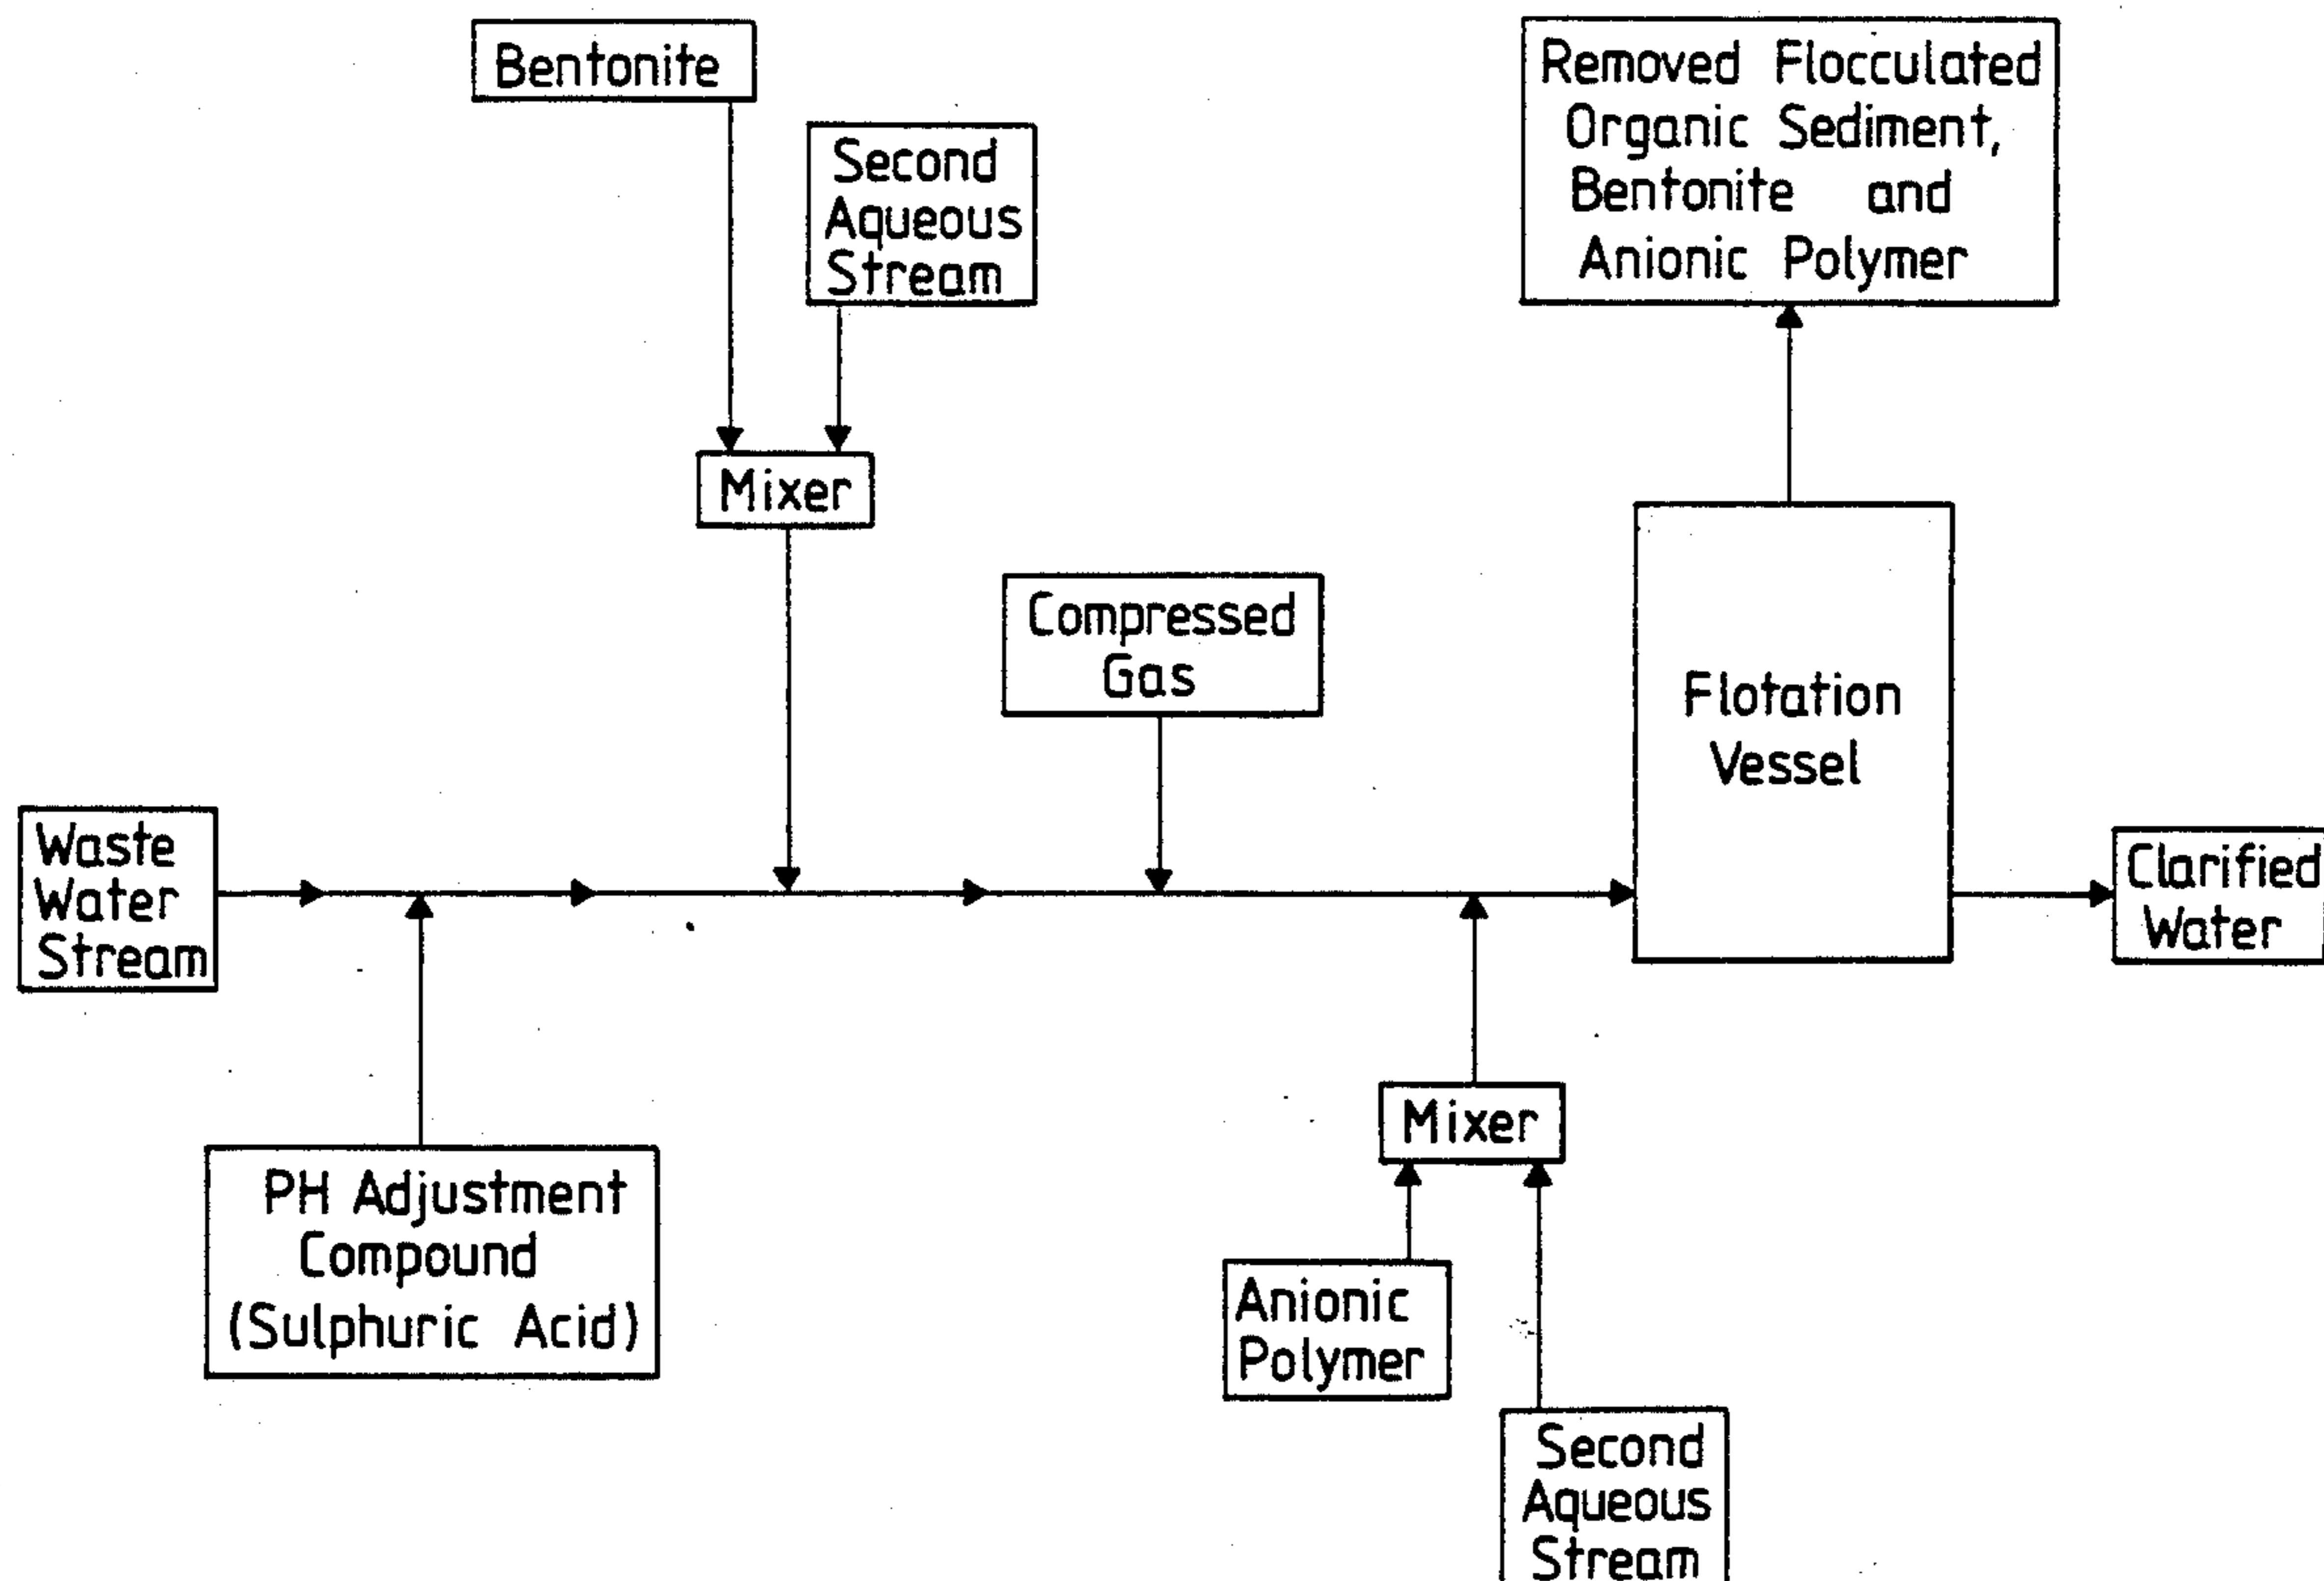 Bentonite
Second
Aqueous
Stream
Removed Flocculated
Organic Sediment,
Bentonite and
Anionic Polymer
Mixer
Compressed
Gas
Flotation
Vessel
Waste
Water
Stream
Clarified
Water
PH Adjustment
Compound
(Sulphuric Acid)
Mixer
Anionic
Polymer
Second
Aqueous
Stream